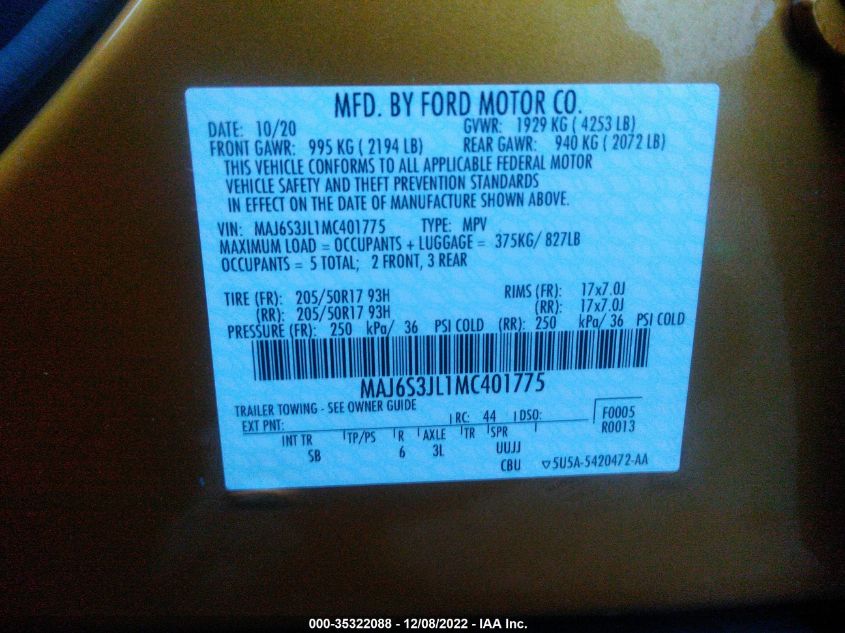 MFD. BY FORD MOTOR CO.
DATE: 10/20 GVWR: 1929 KG ( 4253 LB)
FRONT GAWR: 995 KG ( 2194 LB) REAR GAWR: 940 KG ( 2072 LB)
THIS VEHICLE CONFORMS TO ALL APPLICABLE FEDERAL MOTOR
VEHICLE SAFETY AND THEFT PREVENTION STANDARDS
IN EFFECT ON THE DATE OF MANUFACTURE SHOWN ABOVE.
VIN: MAJ6S3JL1MC401775 TYPE: MPV
MAXIMUM LOAD = OCCUPANTS + LUGGAGE = 375KG/ 827LB
OCCUPANTS = 5 TOTAL; 2 FRONT, 3 REAR
TIRE (FR): 205/50R17 93H RIMS (FR): 17x7.0J
(RR): 205/50R17 93H (RR): 17x7.0J
PRESSURE (FR): 250 kPa/ 36 PSI COLD (RR): 250 kPa/ 36 PSI COLD
MAJ6S3JL1MC401775
TRAILER TOWING - SEE OWNER GUIDE
EXT PNT: RC: 44 DSO: F0005
R0013
INT TR TP/PS R AXLE TR SPR
SB 6 3L UUJJ
CBU ▽5U5A-5420472-AA
000-35322088 - 12/08/2022 - IAA Inc.